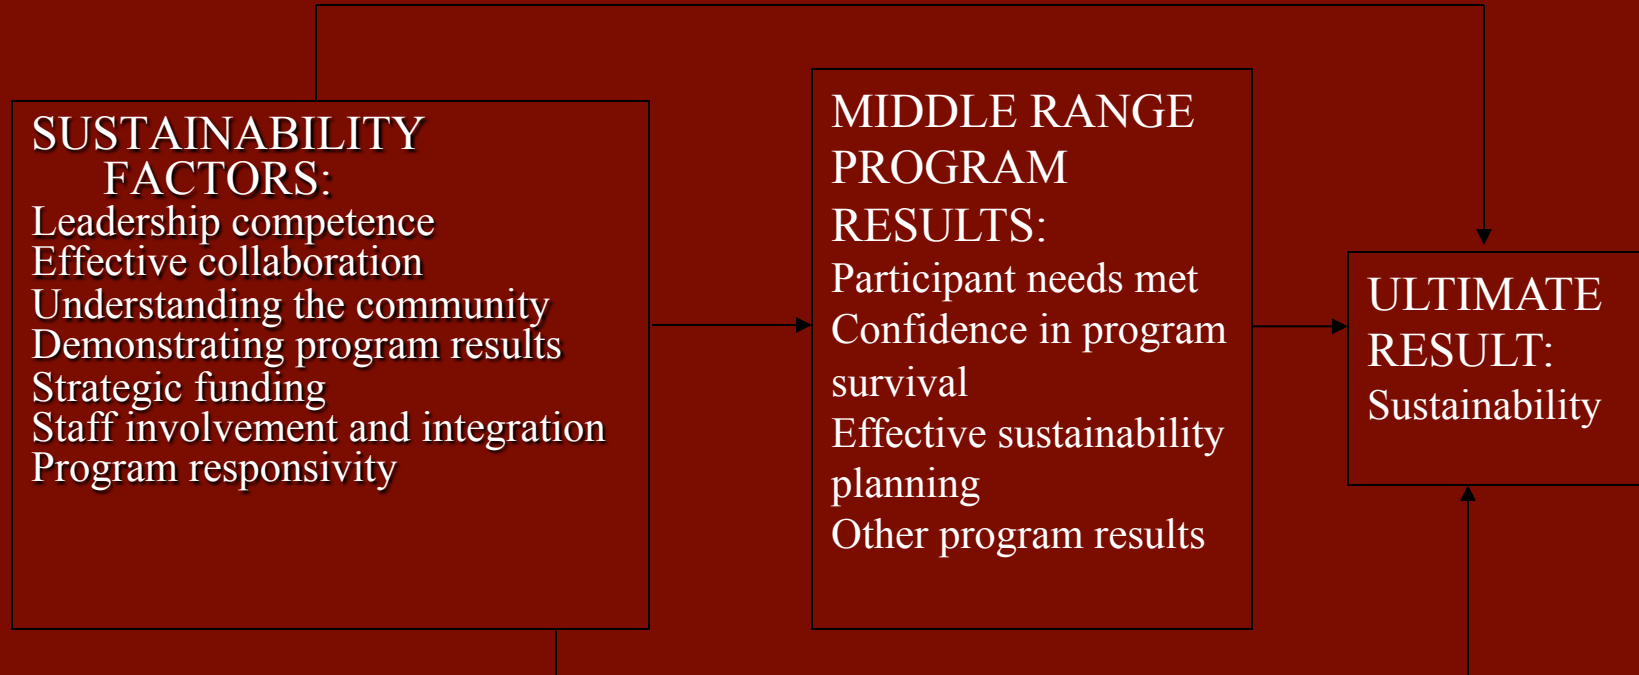 SUSTAINABILITY
FACTORS:
Leadership competence
Effective collaboration
Understanding the community
Demonstrating program results
Strategic funding
Staff involvement and integration
Program responsivity
MIDDLE RANGE
PROGRAM
RESULTS:
Participant needs met
Confidence in program
survival
Effective sustainability
planning
Other program results
ULTIMATE
RESULT:
Sustainability